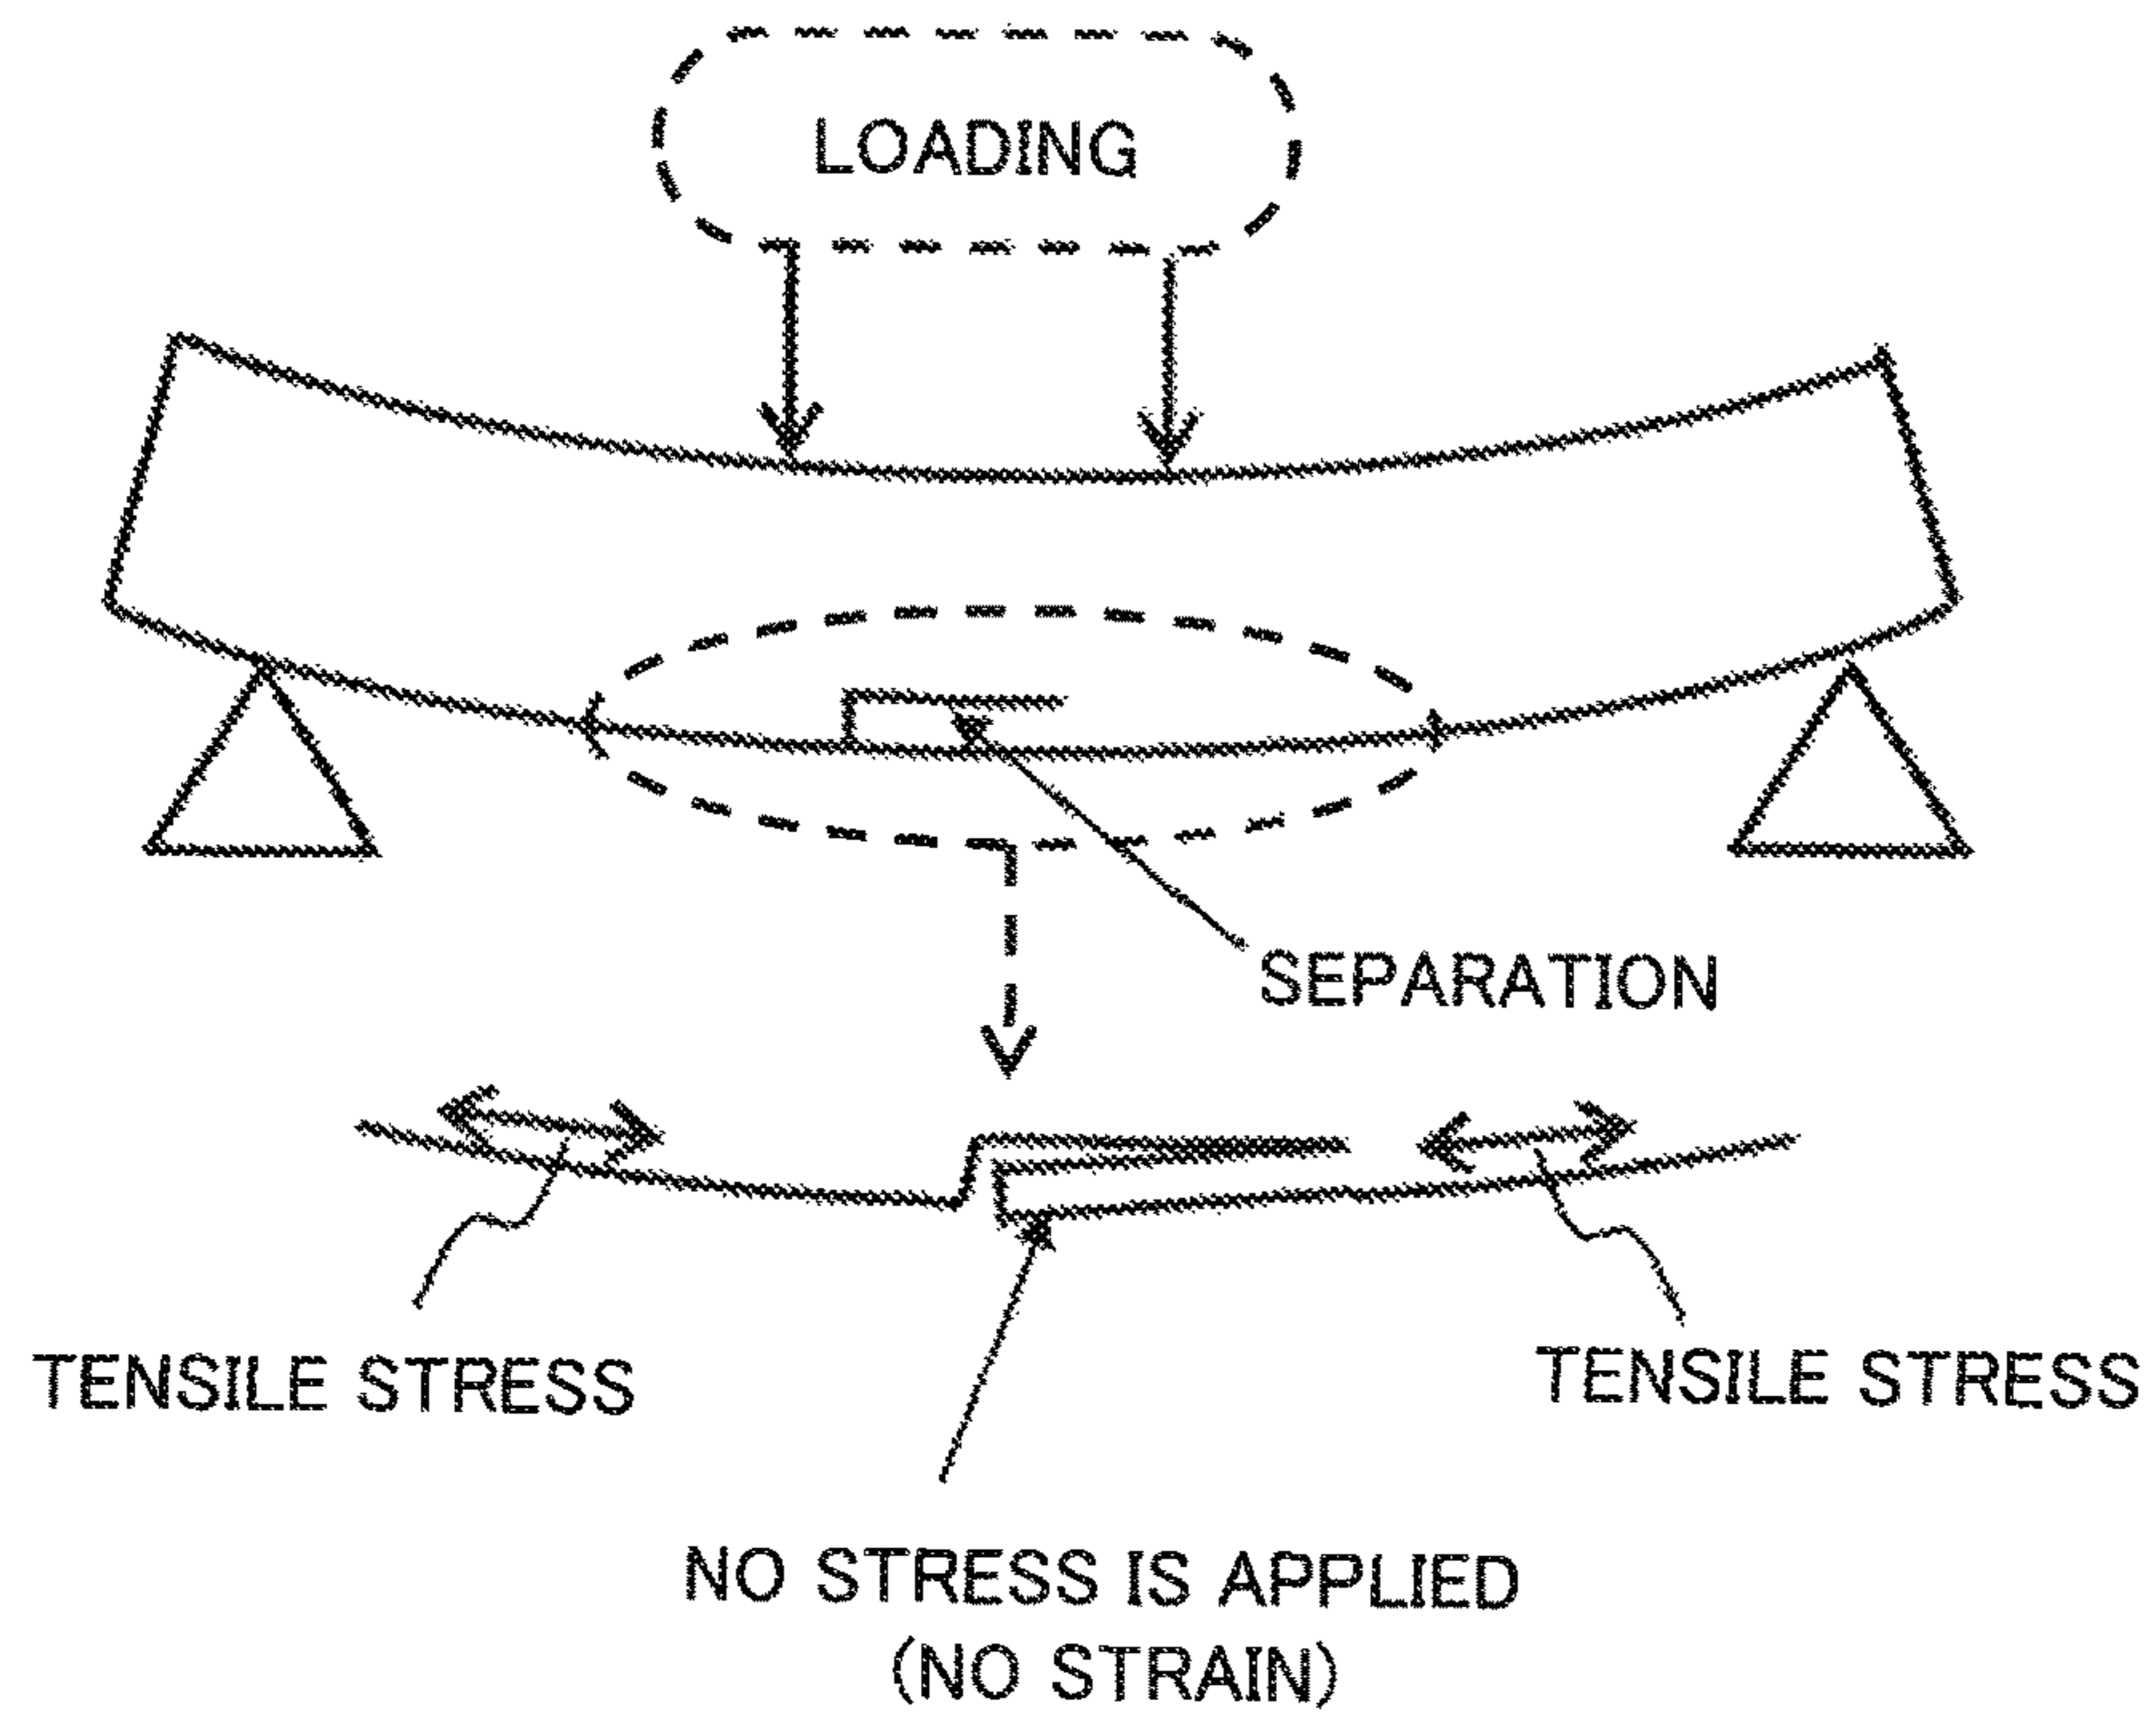 LOADING
SEPARATION
TENSILE STRESS
TENSILE STRESS
NO STRESS IS APPLIED
(NO STRAIN)